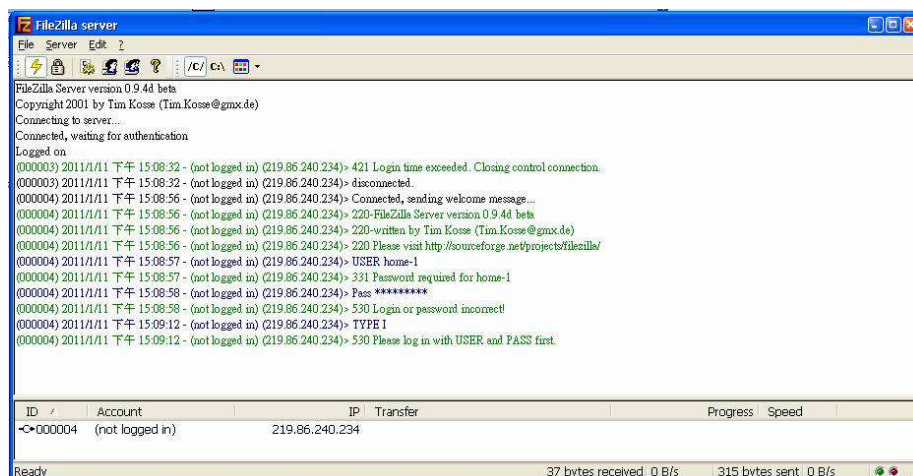 FileZilla server
File Server Edit ?
/C/ C:\
FileZilla Server version 0.9.4d beta
Copyright 2001 by Tim Kosse (Tim.Kosse@gmx.de)
Connecting to server...
Connected, waiting for authentication
Logged on
(000003) 2011/1/11 下午 15:08:32 - (not logged in) (219.86.240.234)> 421 Login time exceeded. Closing control connection.
(000003) 2011/1/11 下午 15:08:32 - (not logged in) (219.86.240.234)> disconnected.
(000004) 2011/1/11 下午 15:08:56 - (not logged in) (219.86.240.234)> Connected, sending welcome message...
(000004) 2011/1/11 下午 15:08:56 - (not logged in) (219.86.240.234)> 220-FileZilla Server version 0.9.4d beta
(000004) 2011/1/11 下午 15:08:56 - (not logged in) (219.86.240.234)> 220-written by Tim Kosse (Tim.Kosse@gmx.de)
(000004) 2011/1/11 下午 15:08:56 - (not logged in) (219.86.240.234)> 220 Please visit http://sourceforge.net/projects/filezilla/
(000004) 2011/1/11 下午 15:08:57 - (not logged in) (219.86.240.234)> USER home-1
(000004) 2011/1/11 下午 15:08:57 - (not logged in) (219.86.240.234)> 331 Password required for home-1
(000004) 2011/1/11 下午 15:08:58 - (not logged in) (219.86.240.234)> Pass *********
(000004) 2011/1/11 下午 15:08:58 - (not logged in) (219.86.240.234)> 530 Login or password incorrect!
(000004) 2011/1/11 下午 15:09:12 - (not logged in) (219.86.240.234)> TYPE I
(000004) 2011/1/11 下午 15:09:12 - (not logged in) (219.86.240.234)> 530 Please log in with USER and PASS first.
ID / Account IP Transfer Progress Speed
000004 (not logged in) 219.86.240.234
Ready 37 bytes received 0 B/s 315 bytes sent 0 B/s